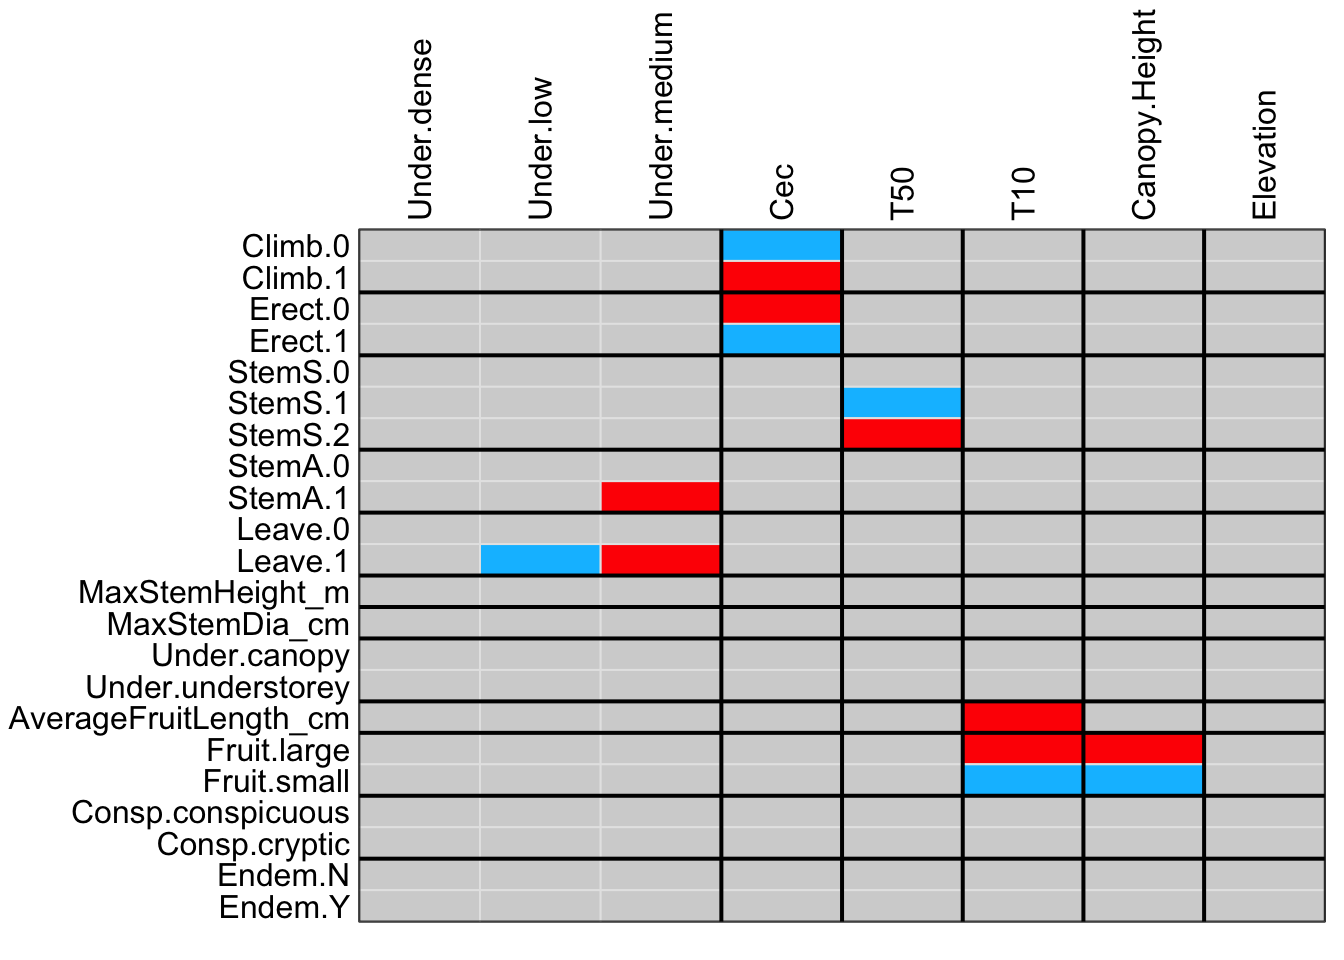 Under.dense
Under.low
Under.medium
Cec
T50
T10
Canopy.Height
Elevation
Climb.0
Climb.1
Erect.0
Erect.1
StemS.0
StemS.1
StemS.2
StemA.0
StemA.1
Leave.0
Leave.1
MaxStemHeight_m
MaxStemDia_cm
Under.canopy
Under.understorey
AverageFruitLength_cm
Fruit.large
Fruit.small
Consp.conspicuous
Consp.cryptic
Endem.N
Endem.Y